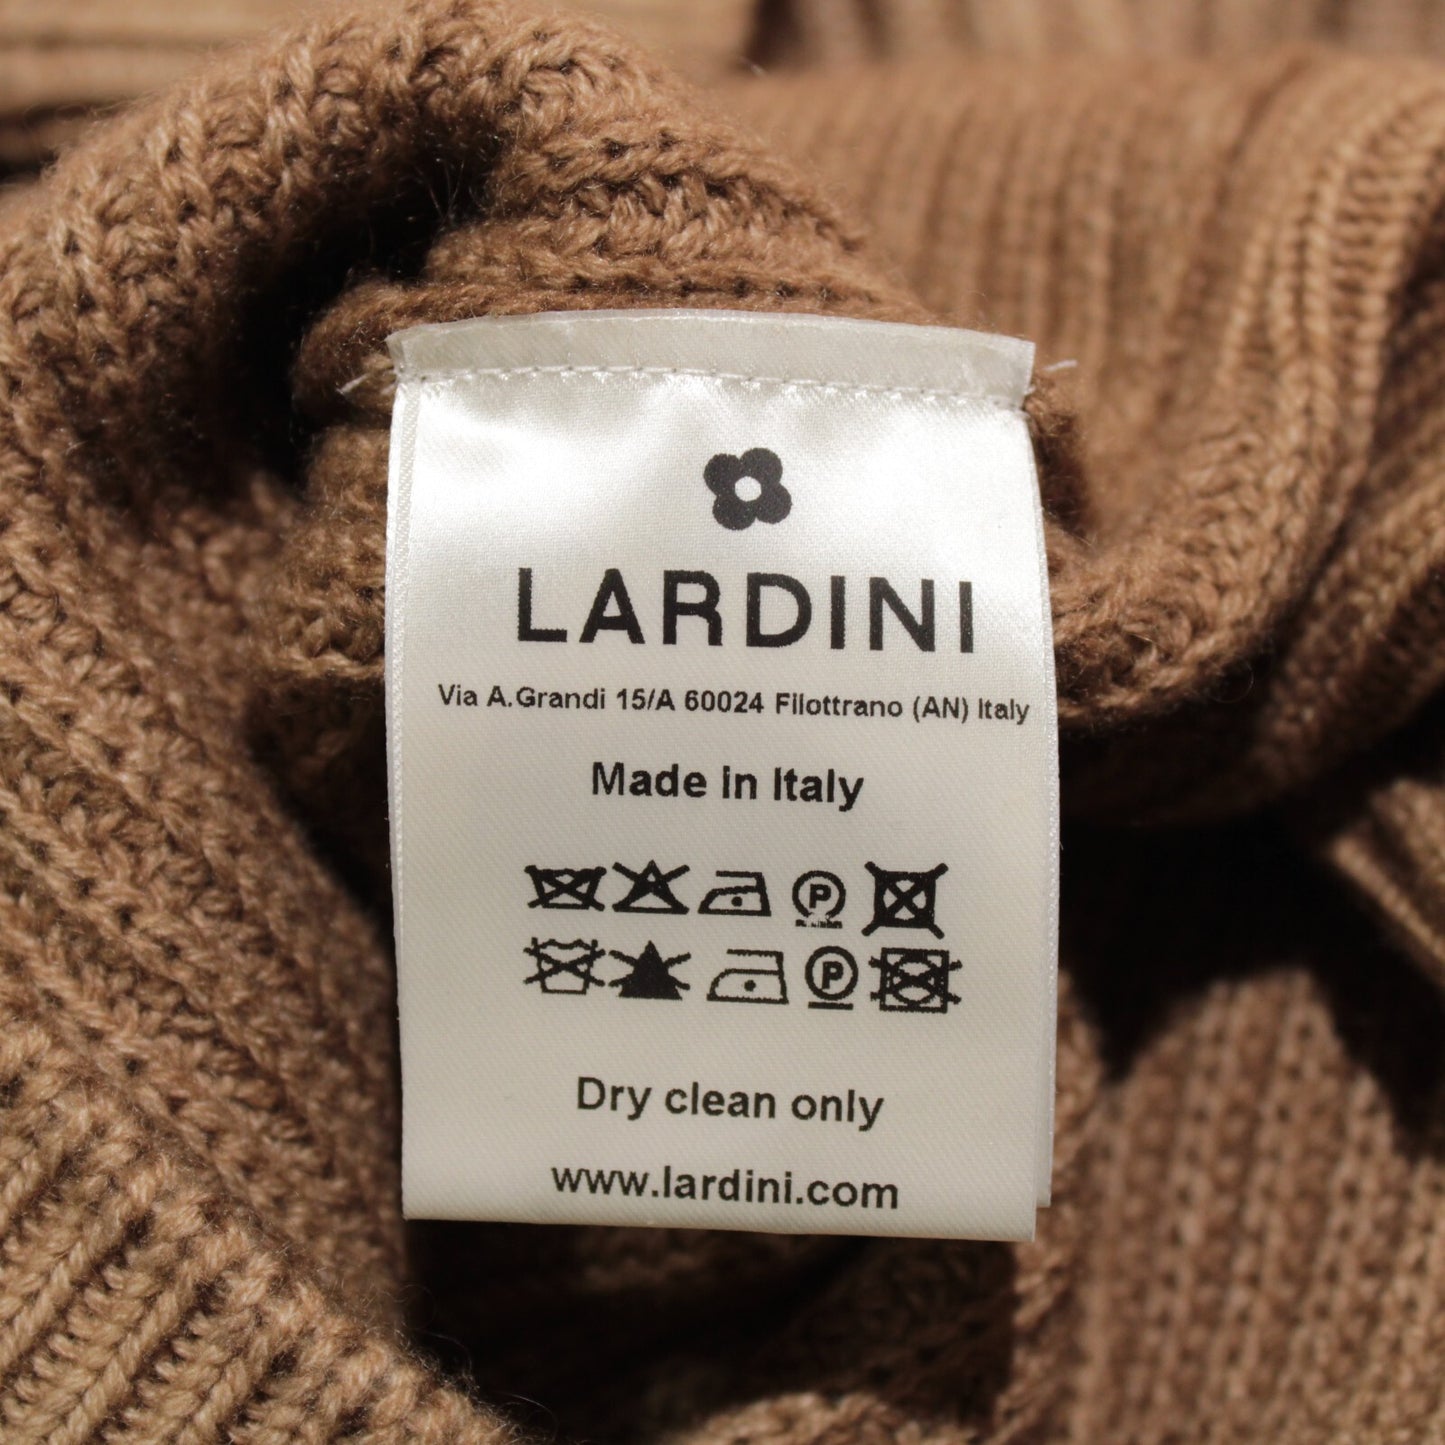 LARDINI
Via A.Grandi 15/A 60024 Filottrano (AN) Italy
Made in Italy
P
P
Dry clean only
www.lardini.com